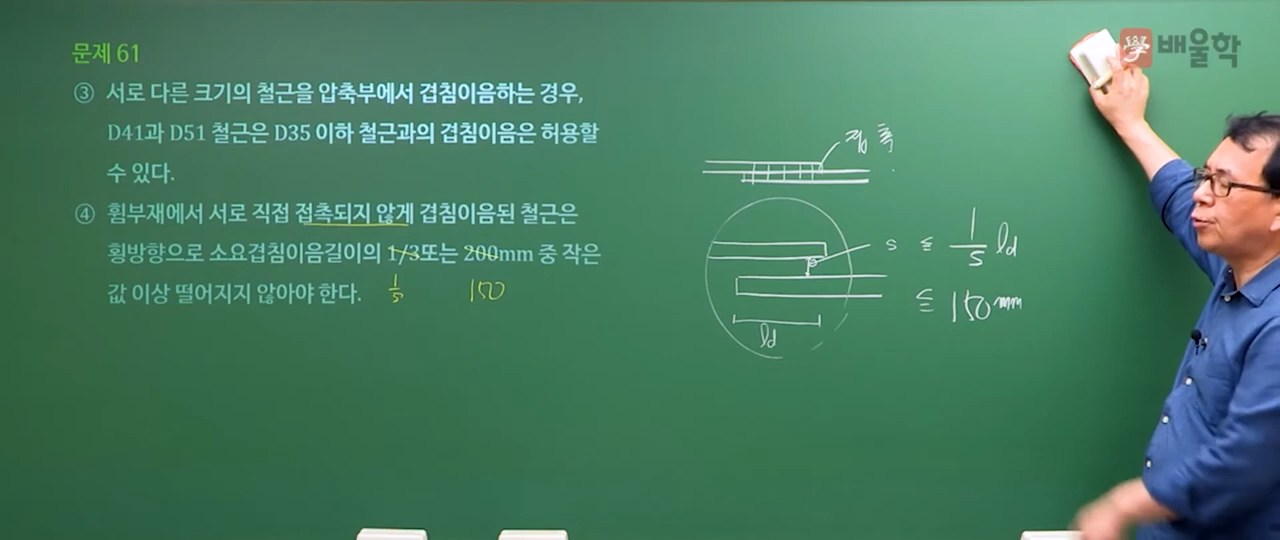 學 배울학
문제 61
③ 서로 다른 크기의 철근을 압축부에서 겹침이음하는 경우,
D41과 D51 철근은 D35 이하 철근과의 겹침이음은 허용할
수 있다.
④ 휨부재에서 서로 직접 접촉되지 않게 겹침이음된 철근은
횡방향으로 소요겹침이음길이의 1/3또는 200mm 중 작은
값 이상 떨어지지 않아야 한다.
1/5 150
접촉
s ≤ 1/5 ld
≤ 150mm
ld